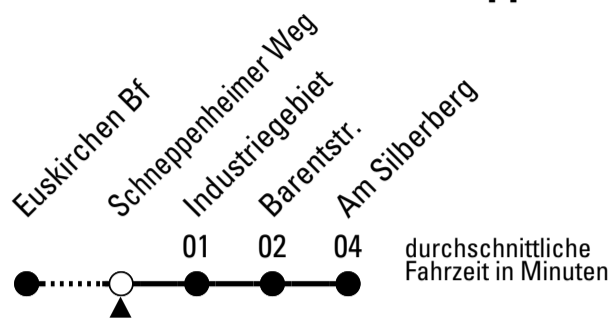 Euskirchen Bf
Schneppenheimer Weg
Industriegebiet
Barentstr.
Am Silberberg
01 02 04
durchschnittliche
Fahrzeit in Minuten